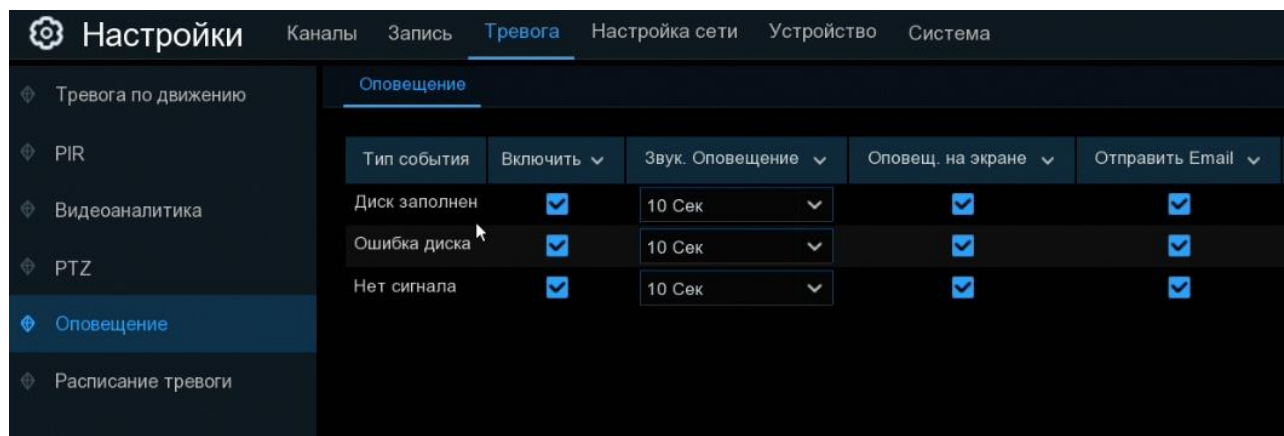 Настройки Каналы Запись Тревога Настройка сети Устройство Система
Тревога по движению
PIR
Видеоаналитика
PTZ
Оповещение
Расписание тревоги
Оповещение
Тип события Включить Звук. Оповещение Оповещ. на экране Отправить Email
Диск заполнен 10 Сек
Ошибка диска 10 Сек
Нет сигнала 10 Сек